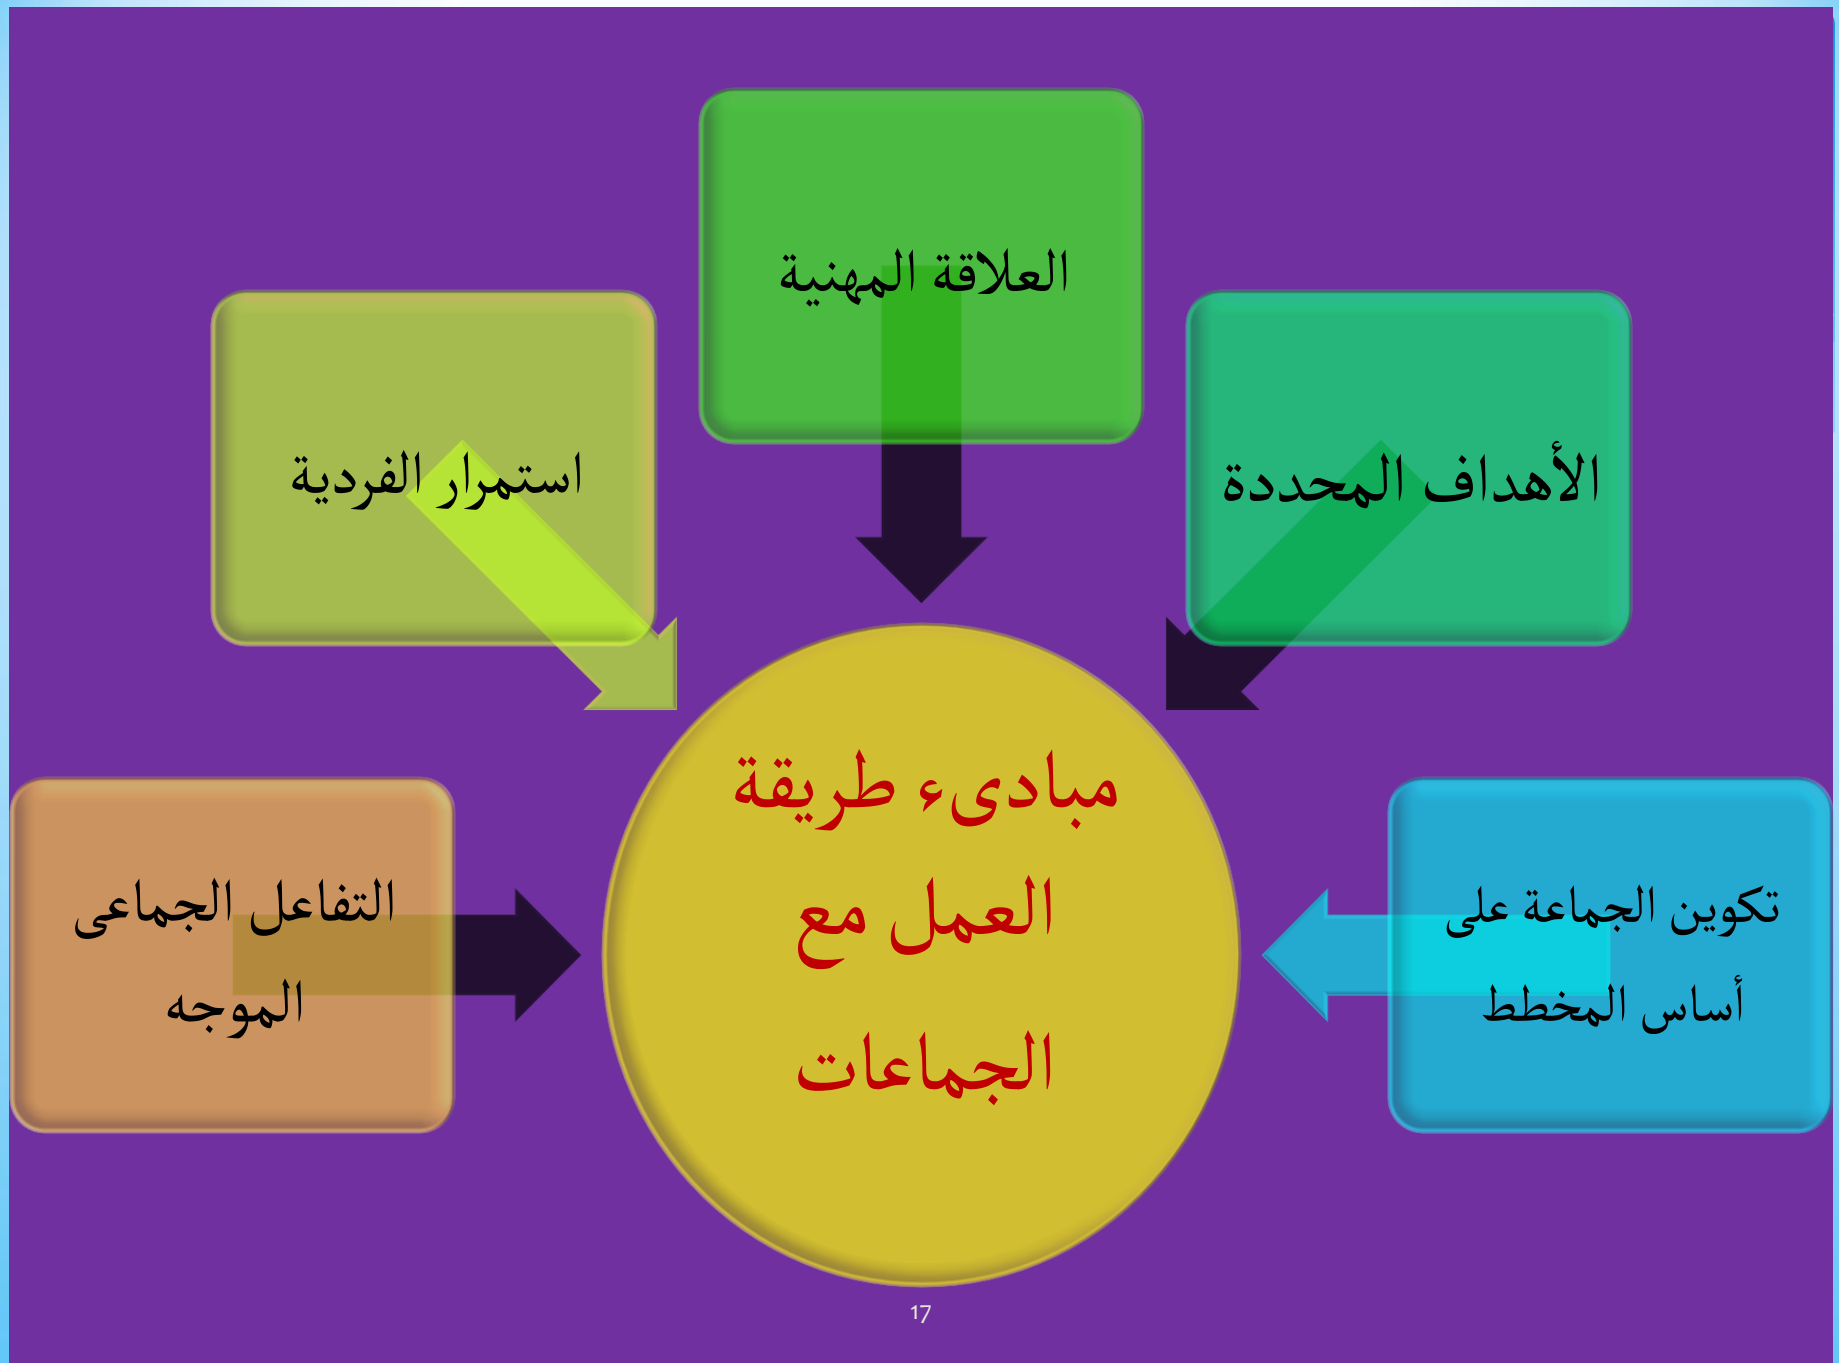 العلاقة المهنية
الأهداف المحددة
استمرار الفردية
تكوين الجماعة على
أساس المخطط
التفاعل الجماعى
الموجه
مبادىء طريقة
العمل مع
الجماعات
17